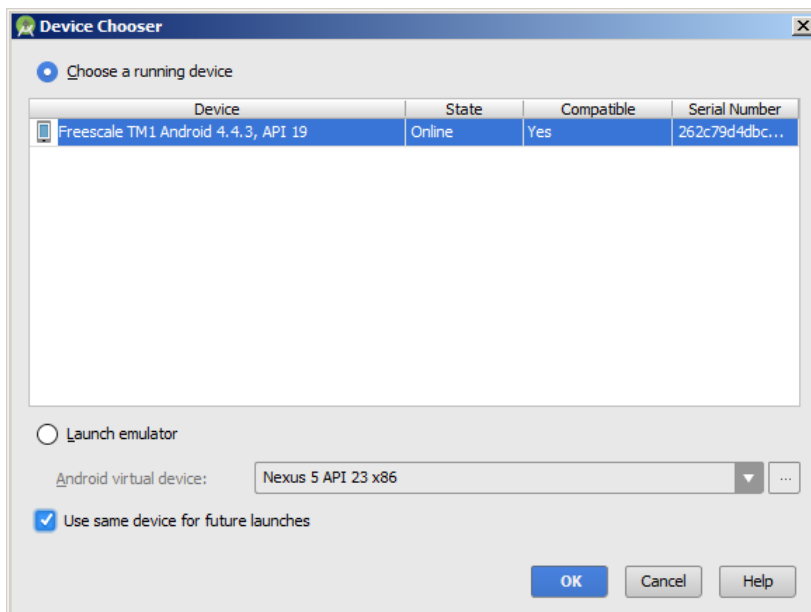 Device Chooser
Choose a running device
Device State Compatible Serial Number
Freescale TM1 Android 4.4.3, API 19 Online Yes 262c79d4dbc...
Launch emulator
Android virtual device: Nexus 5 API 23 x86 ...
Use same device for future launches
OK Cancel Help